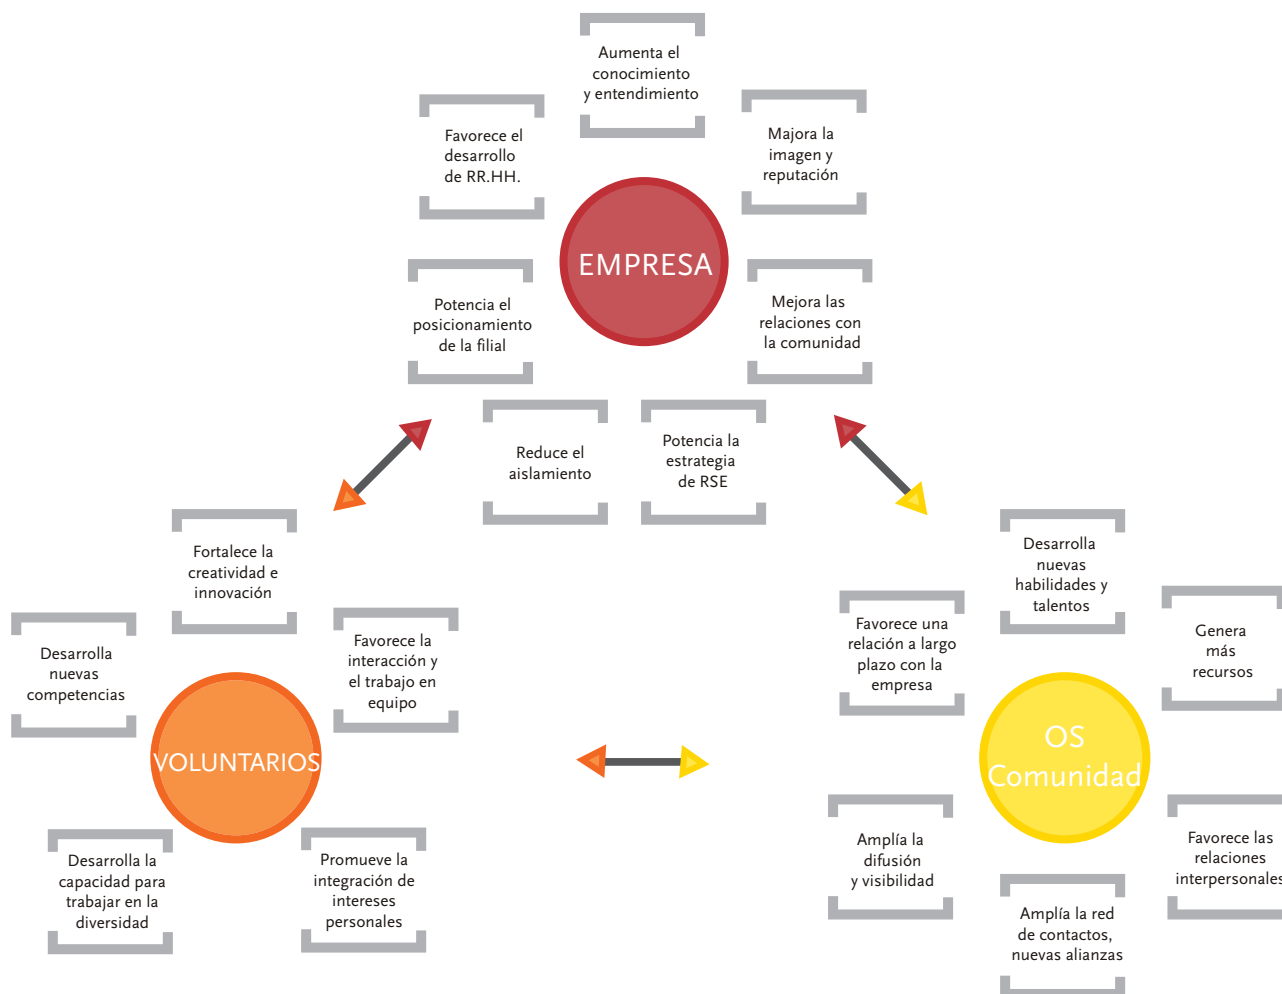 Aumenta el
conocimiento
y entendimiento
Favorece el
desarrollo
de RR.HH.
Majora la
imagen y
reputación
EMPRESA
Potencia el
posicionamiento
de la filial
Mejora las
relaciones con
la comunidad
Reduce el
aislamiento
Potencia la
estrategia
de RSE
Fortalece la
creatividad e
innovación
Desarrolla
nuevas
competencias
Favorece la
interacción y
el trabajo en
equipo
VOLUNTARIOS
Desarrolla la
capacidad para
trabajar en la
diversidad
Promueve la
integración de
intereses
personales
Desarrolla
nuevas
habilidades y
talentos
Favorece una
relación a largo
plazo con la
empresa
Genera
más
recursos
OS
Comunidad
Amplía la
difusión
y visibilidad
Favorece las
relaciones
interpersonales
Amplía la red
de contactos,
nuevas alianzas